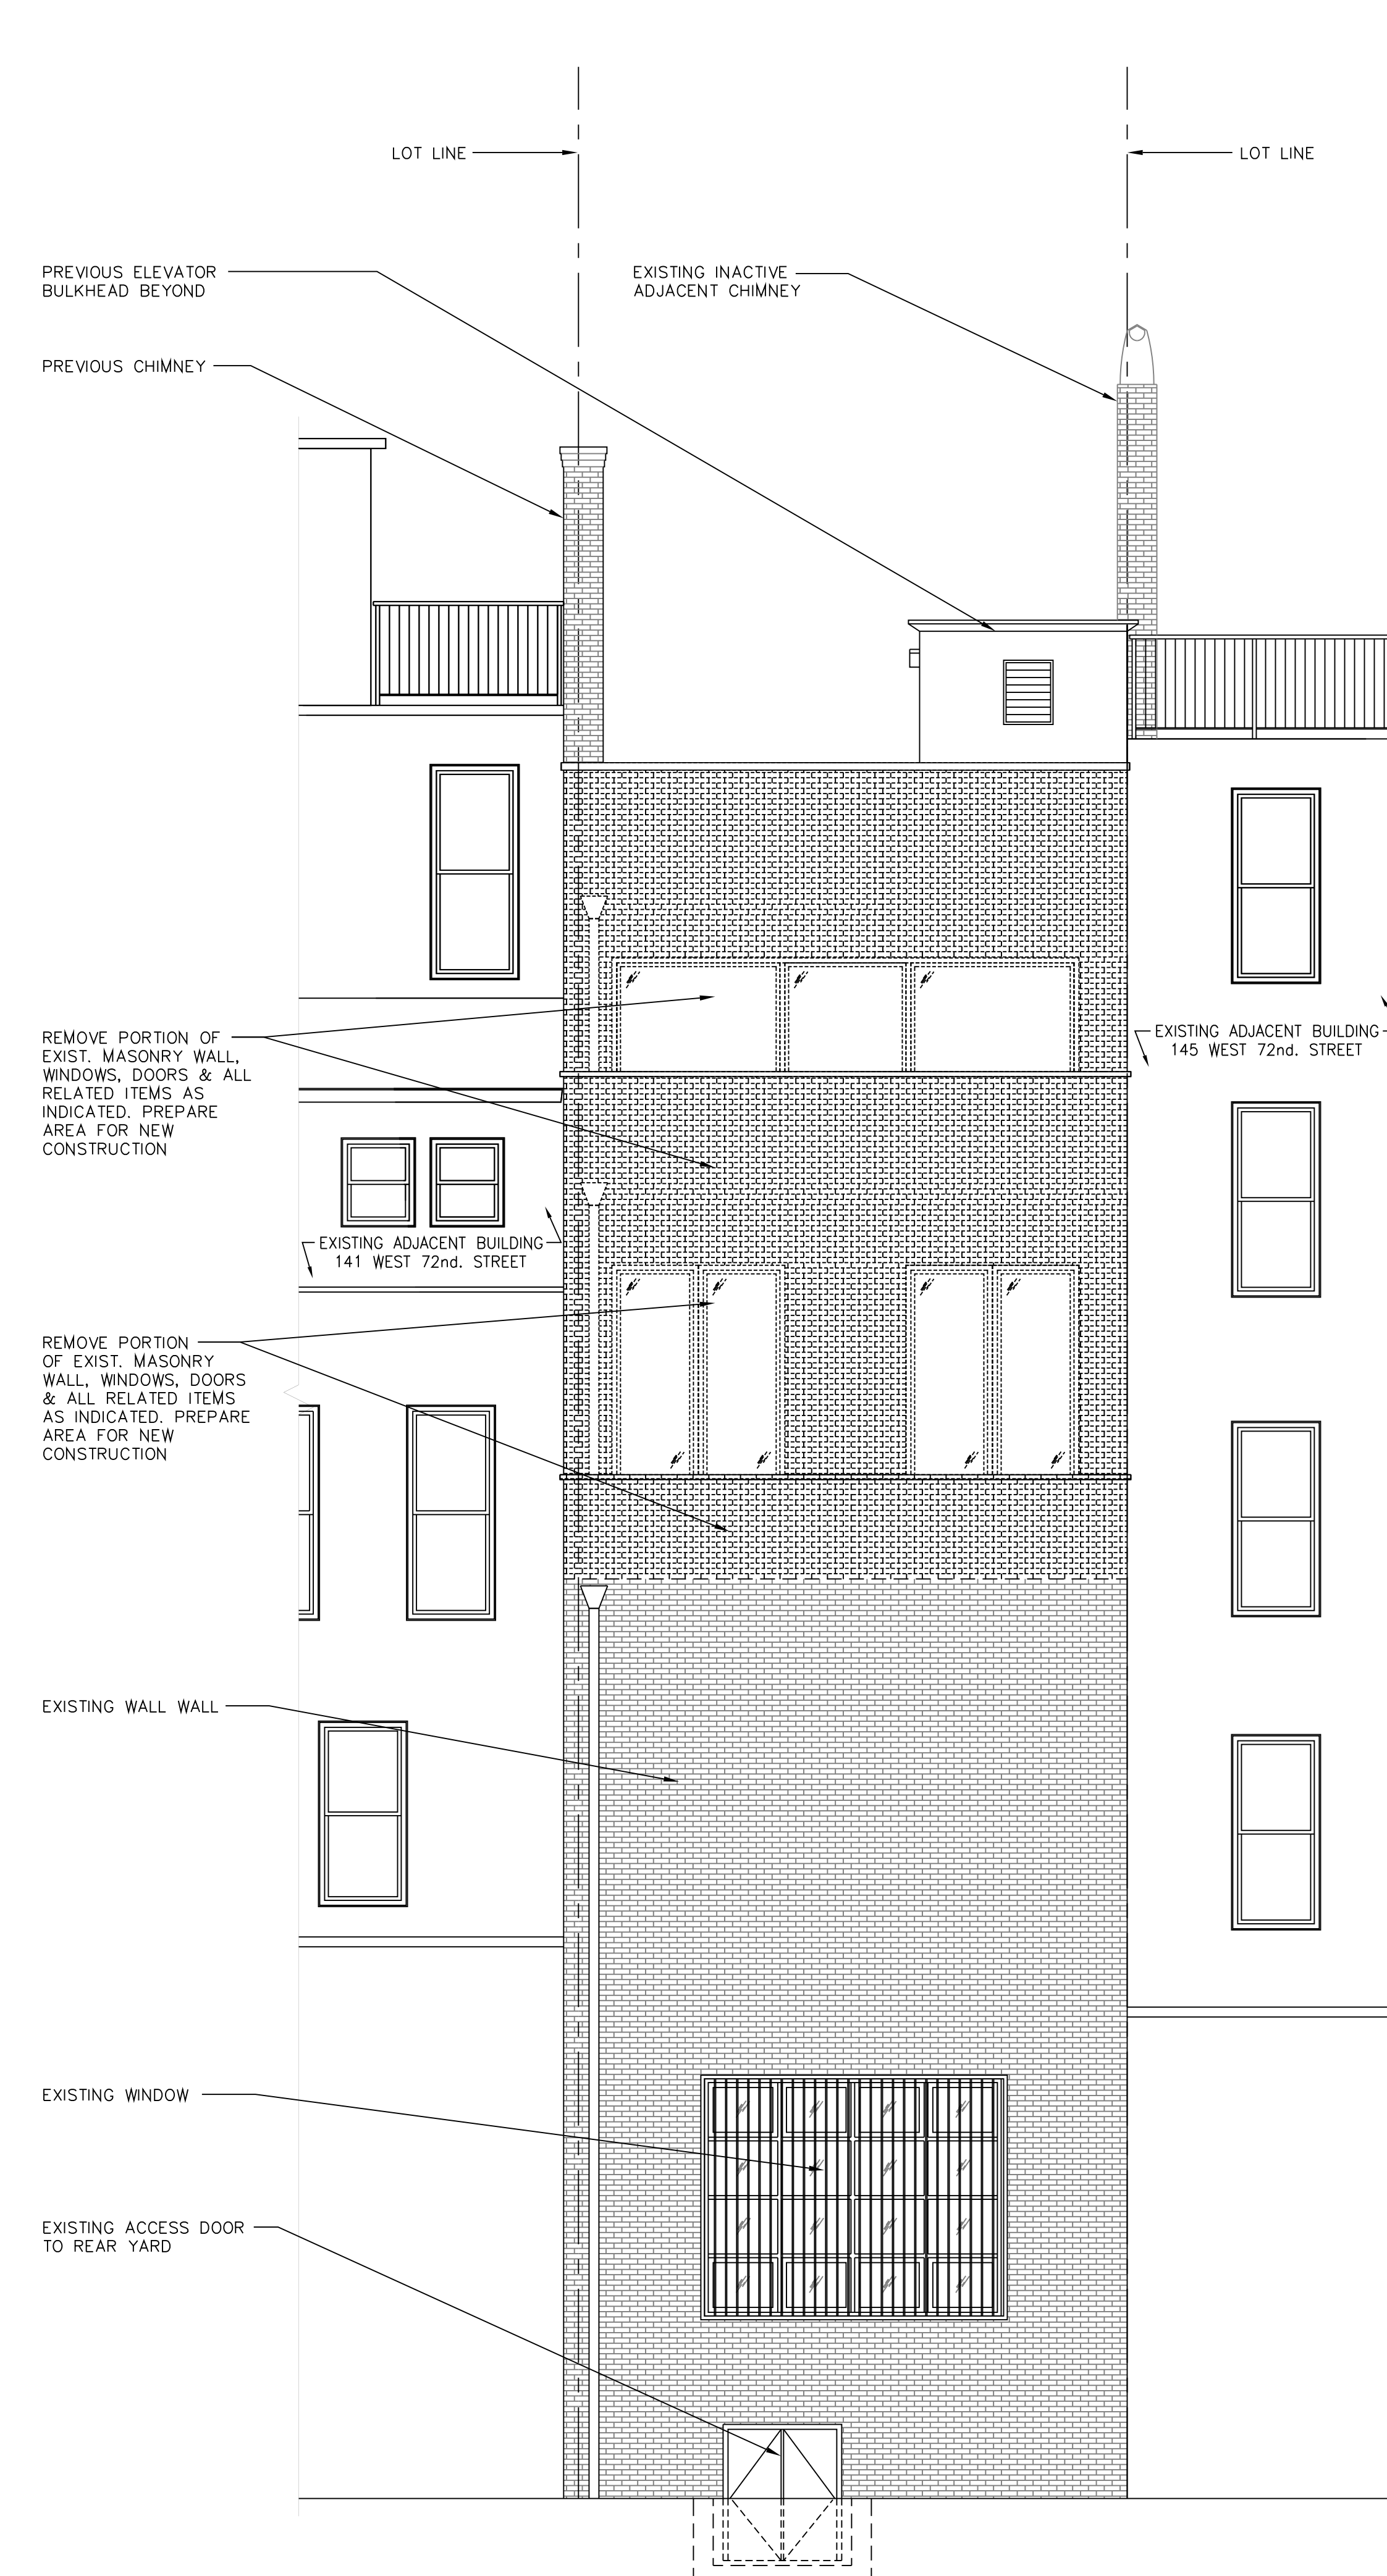 LOT LINE
LOT LINE
PREVIOUS ELEVATOR
BULKHEAD BEYOND
EXISTING INACTIVE
ADJACENT CHIMNEY
PREVIOUS CHIMNEY
REMOVE PORTION OF
EXIST. MASONRY WALL,
WINDOWS, DOORS & ALL
RELATED ITEMS AS
INDICATED. PREPARE
AREA FOR NEW
CONSTRUCTION
EXISTING ADJACENT BUILDING
145 WEST 72nd. STREET
EXISTING ADJACENT BUILDING
141 WEST 72nd. STREET
REMOVE PORTION
OF EXIST. MASONRY
WALL, WINDOWS, DOORS
& ALL RELATED ITEMS
AS INDICATED. PREPARE
AREA FOR NEW
CONSTRUCTION
EXISTING WALL WALL
EXISTING WINDOW
EXISTING ACCESS DOOR
TO REAR YARD